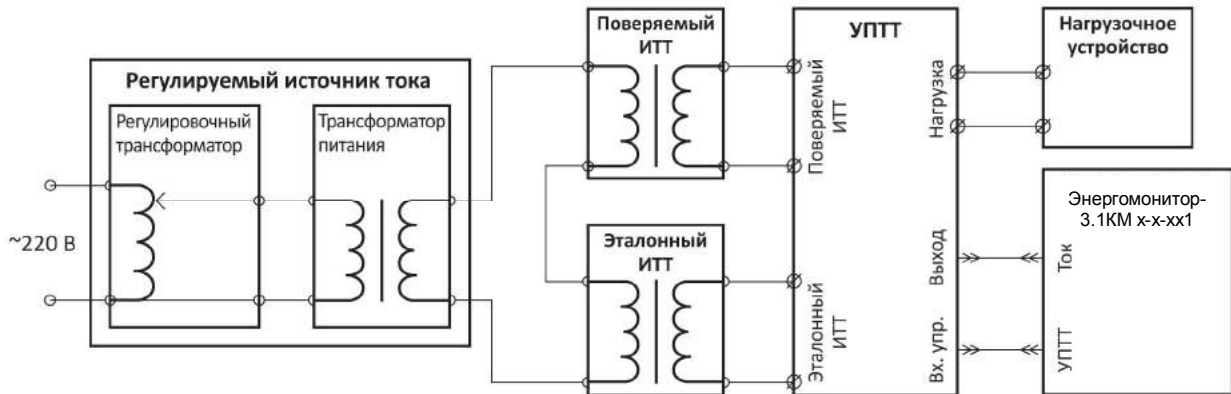 Регулируемый источник тока
Регулировочный
трансформатор
Трансформатор
питания
~220 В
Поверяемый
ИТТ
Эталонный
ИТТ
УПТТ
Поверяемый
ИТТ
Эталонный
ИТТ
Нагрузка
Выход
Вх. упр.
Нагрузочное
устройство
Энергомонитор-
3.1КМ х-х-хх1
Ток
УПТТ